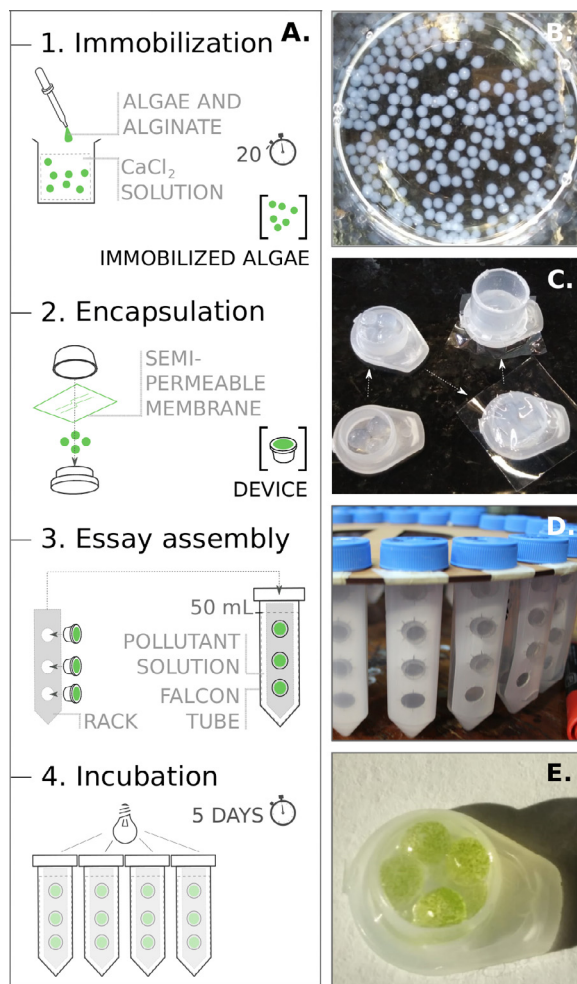 A.
1. Immobilization
ALGAE AND
ALGINATE
20´
CaCl₂
SOLUTION
IMMOBILIZED ALGAE
2. Encapsulation
SEMI-
PERMEABLE
MEMBRANE
DEVICE
3. Essay assembly
50 mL
POLLUTANT
SOLUTION
FALCON
TUBE
RACK
4. Incubation
5 DAYS
B.
C.
D.
E.